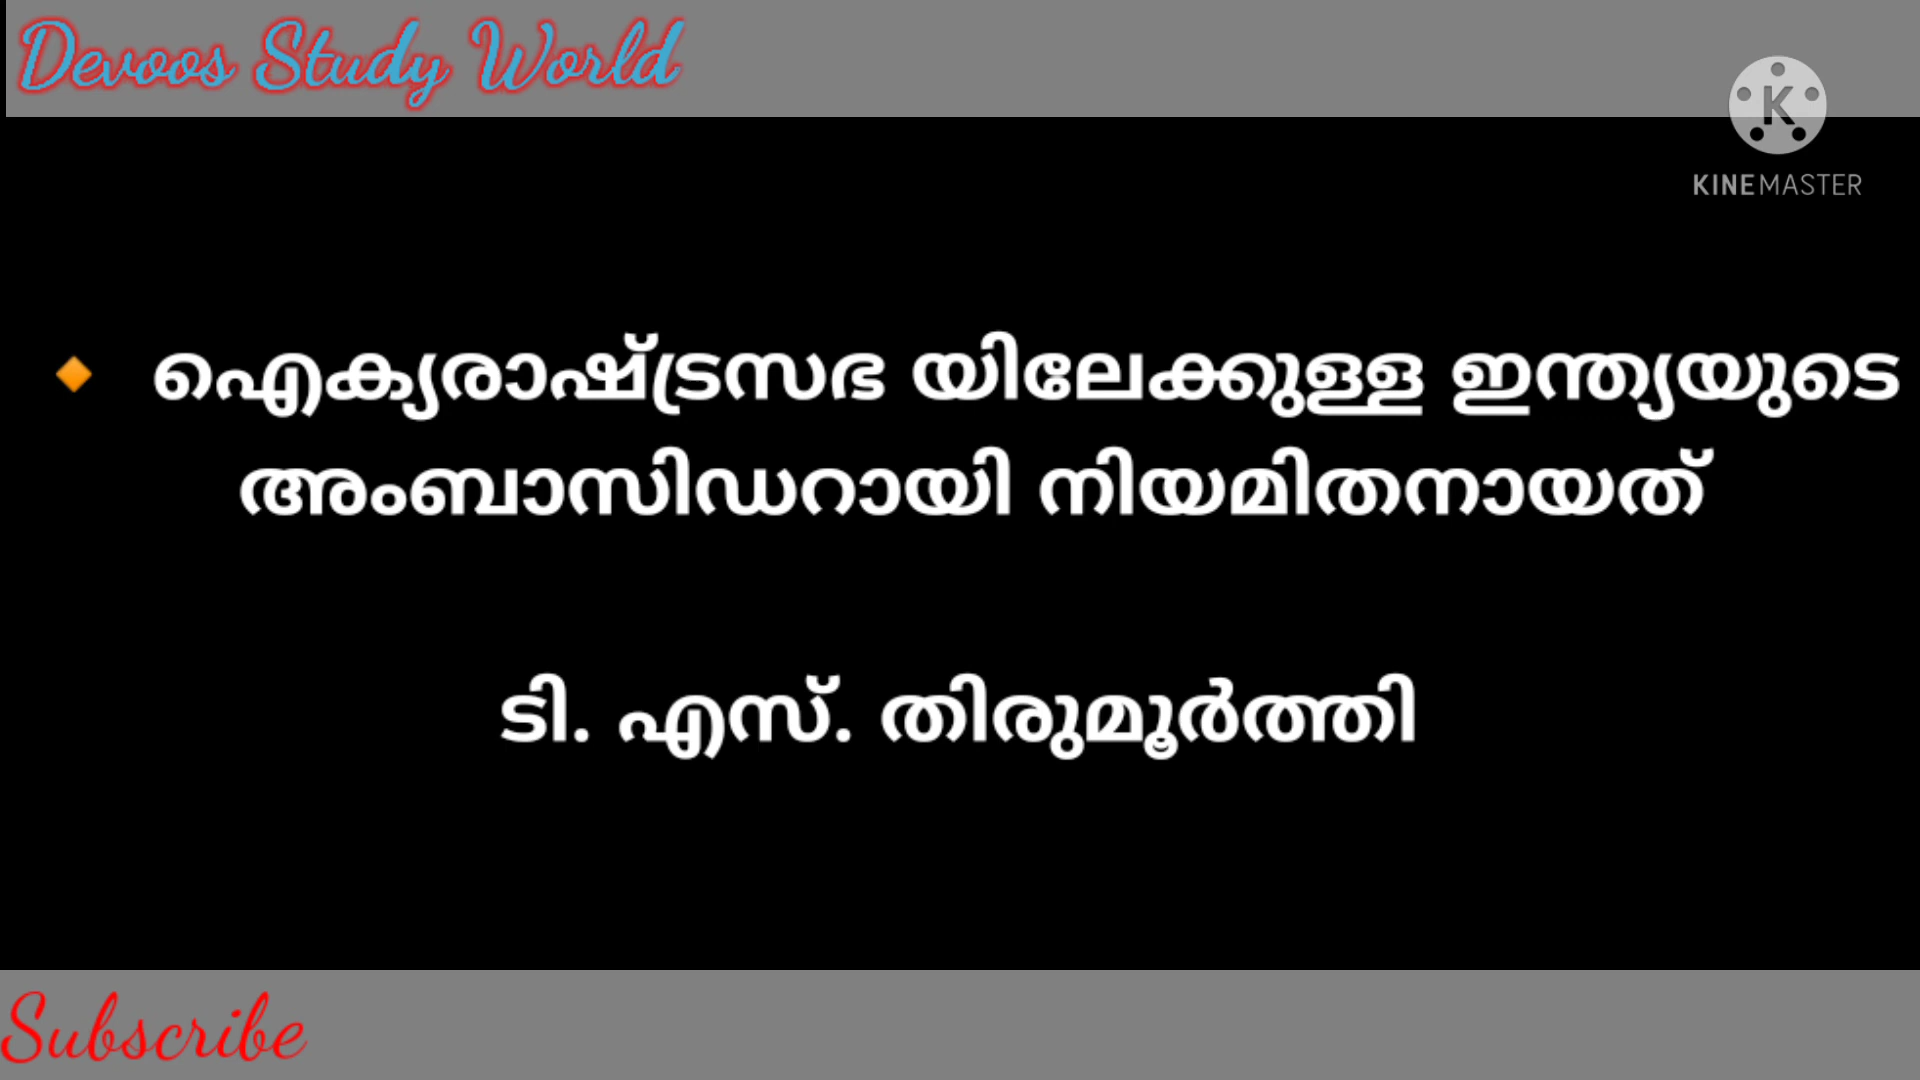 Devoos Study World
K
KINEMASTER
🔸 ഐക്യരാഷ്ട്രസഭ യിലേക്കുള്ള ഇന്ത്യയുടെ
അംബാസിഡറായി നിയമിതനായത്
ടി. എസ്. തിരുമൂർത്തി
Subscribe